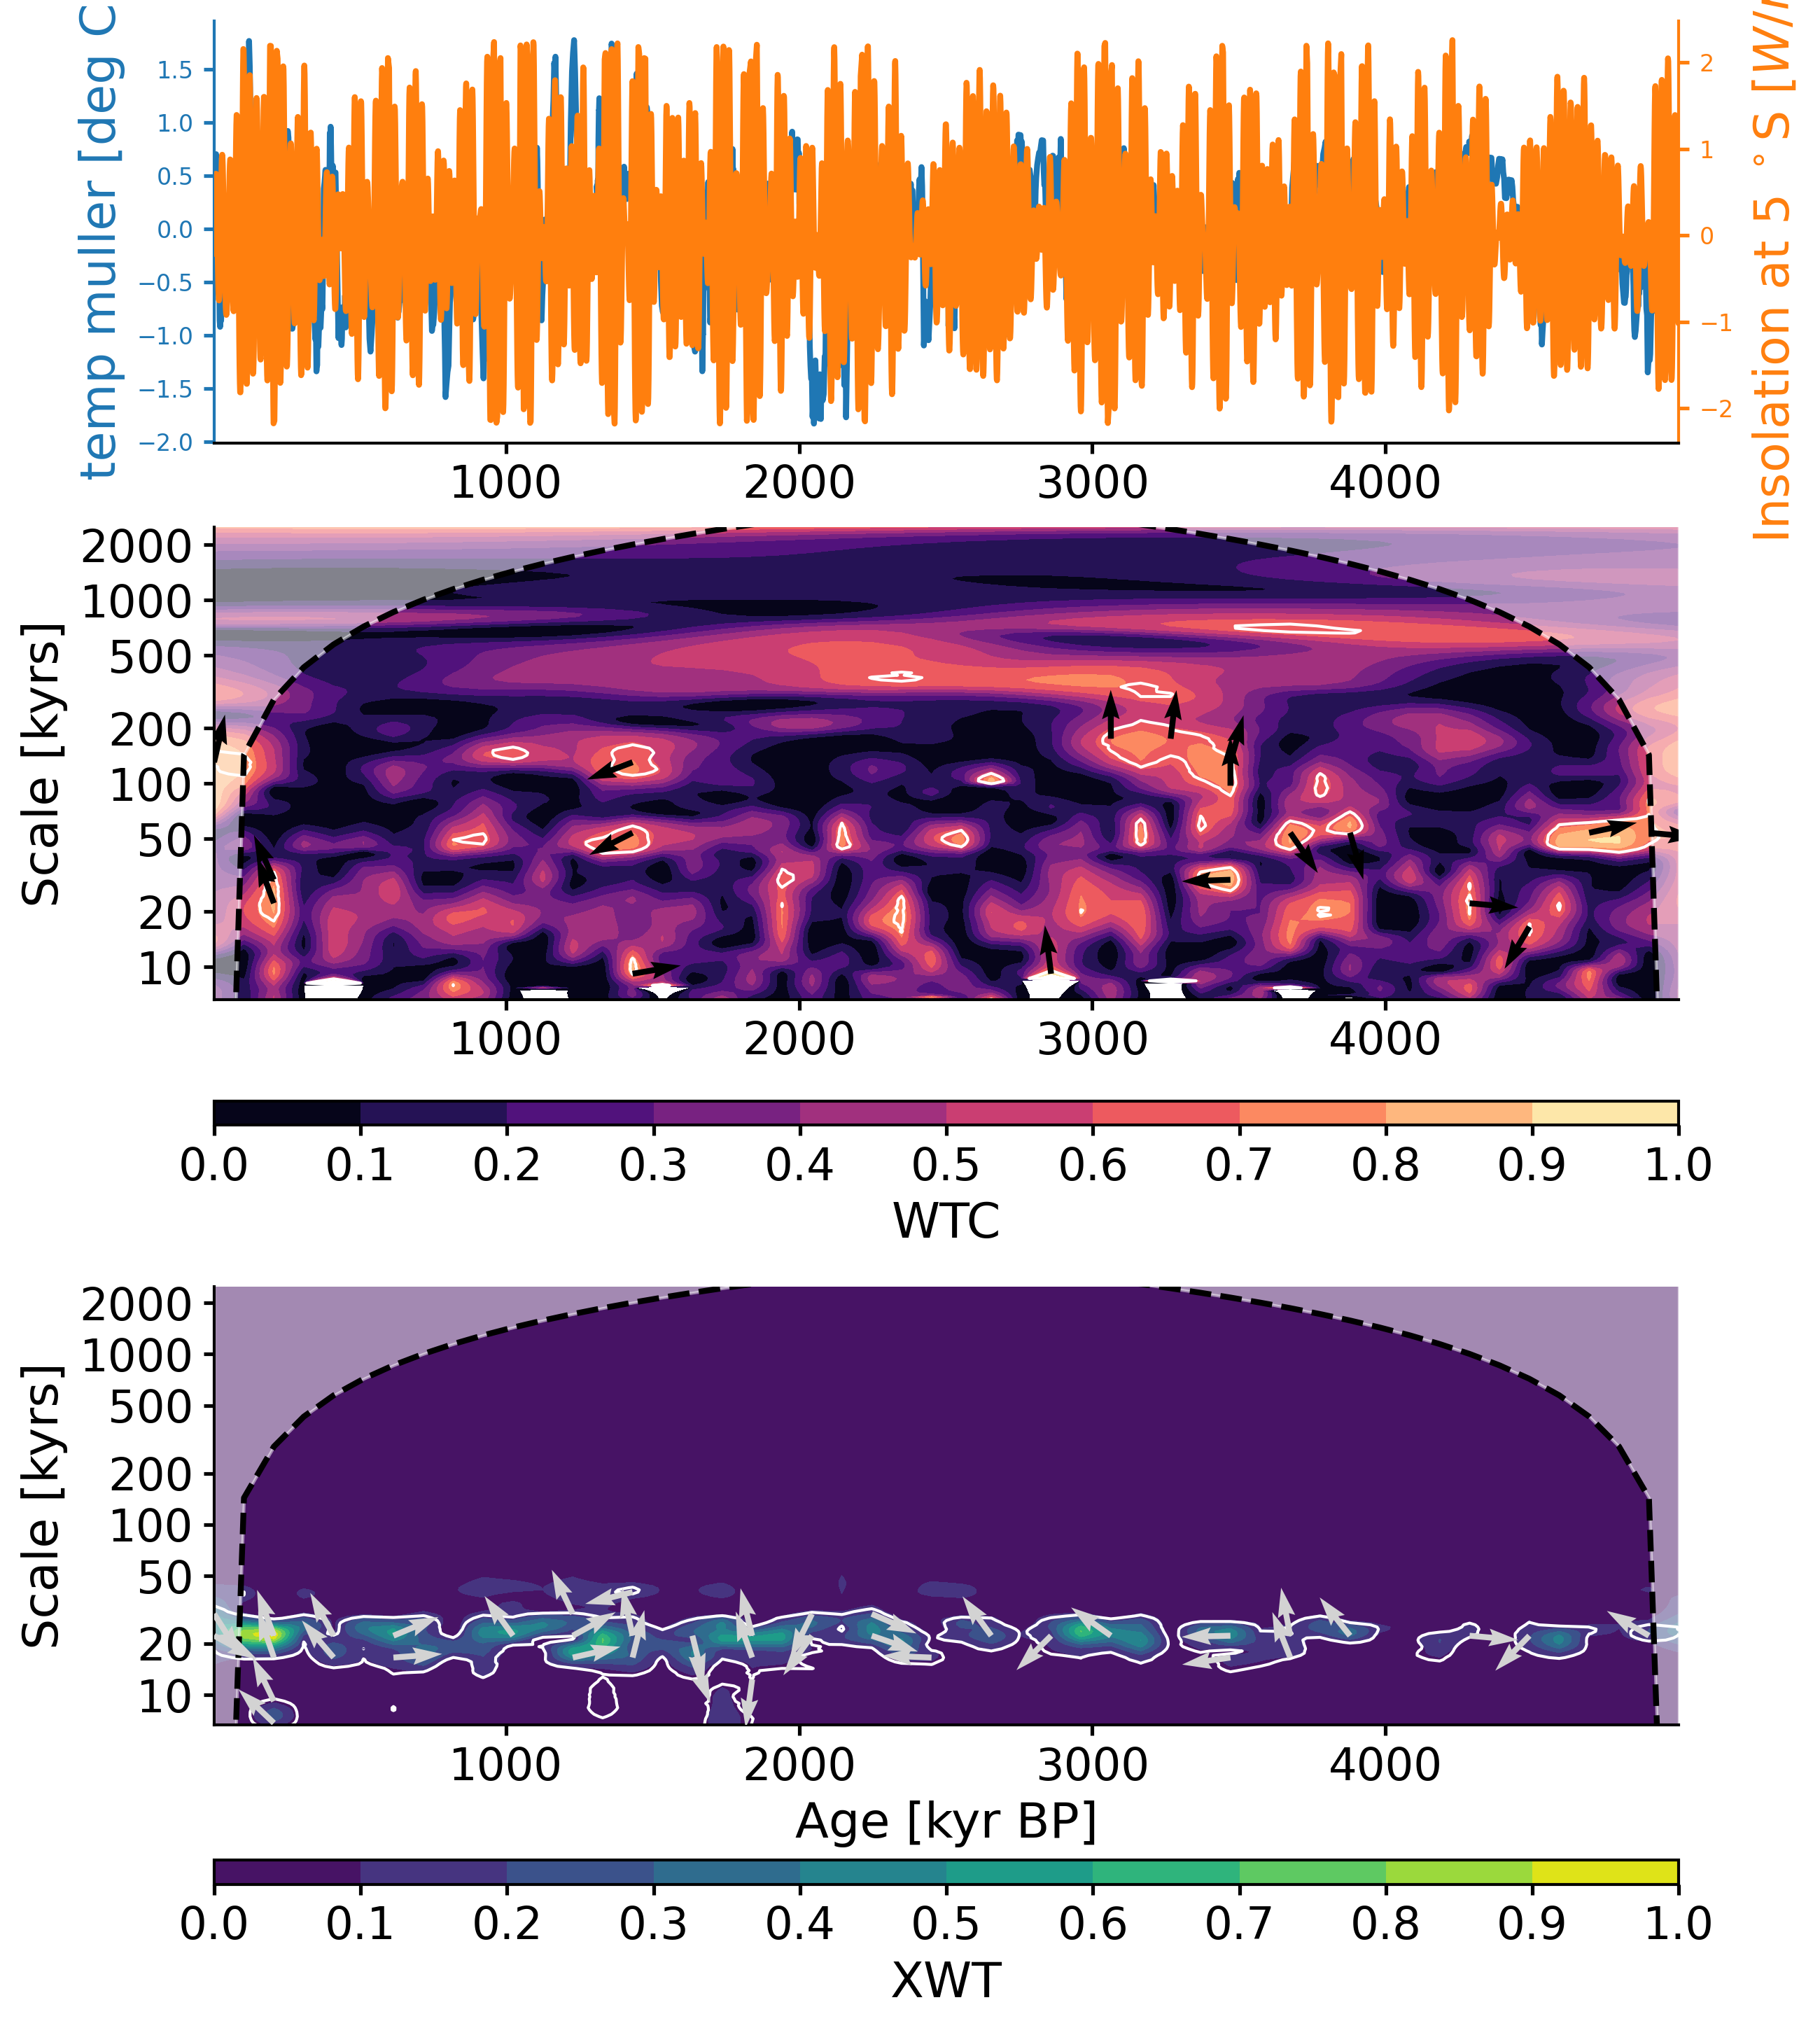 temp muller [deg C
Insolation at 5 °S [W/
1.5
1.0
0.5
0.0
−0.5
−1.0
−1.5
−2.0
2
1
0
−1
−2
1000 2000 3000 4000
Scale [kyrs]
2000
1000
500
200
100
50
20
10
1000 2000 3000 4000
0.0 0.1 0.2 0.3 0.4 0.5 0.6 0.7 0.8 0.9 1.0
WTC
Scale [kyrs]
2000
1000
500
200
100
50
20
10
1000 2000 3000 4000
Age [kyr BP]
0.0 0.1 0.2 0.3 0.4 0.5 0.6 0.7 0.8 0.9 1.0
XWT